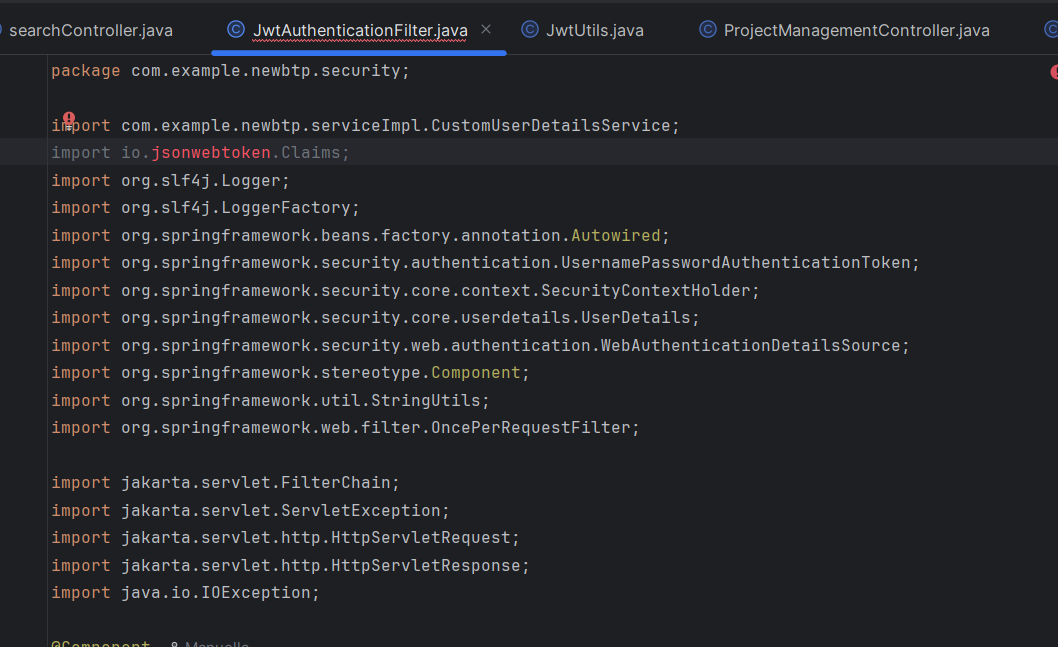 searchController.java JwtAuthenticationFilter.java JwtUtils.java ProjectManagementController.java
package com.example.newbtp.security;
import com.example.newbtp.serviceImpl.CustomUserDetailsService;
import io.jsonwebtoken.Claims;
import org.slf4j.Logger;
import org.slf4j.LoggerFactory;
import org.springframework.beans.factory.annotation.Autowired;
import org.springframework.security.authentication.UsernamePasswordAuthenticationToken;
import org.springframework.security.core.context.SecurityContextHolder;
import org.springframework.security.core.userdetails.UserDetails;
import org.springframework.security.web.authentication.WebAuthenticationDetailsSource;
import org.springframework.stereotype.Component;
import org.springframework.util.StringUtils;
import org.springframework.web.filter.OncePerRequestFilter;
import jakarta.servlet.FilterChain;
import jakarta.servlet.ServletException;
import jakarta.servlet.http.HttpServletRequest;
import jakarta.servlet.http.HttpServletResponse;
import java.io.IOException;
@Component